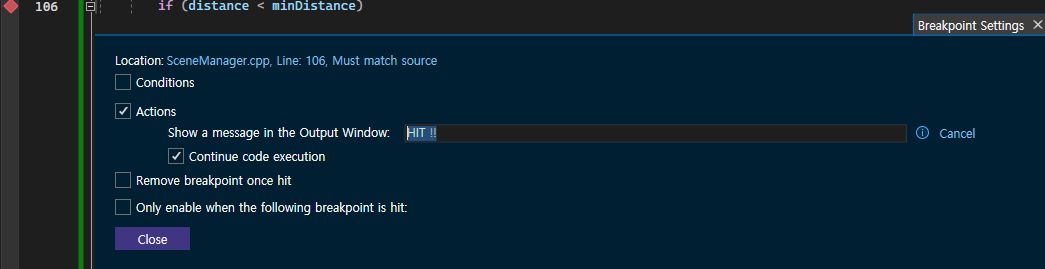 106 if (distance < minDistance)
Breakpoint Settings
Location: SceneManager.cpp, Line: 106, Must match source
Conditions
Actions
Show a message in the Output Window: HIT !! Cancel
Continue code execution
Remove breakpoint once hit
Only enable when the following breakpoint is hit:
Close